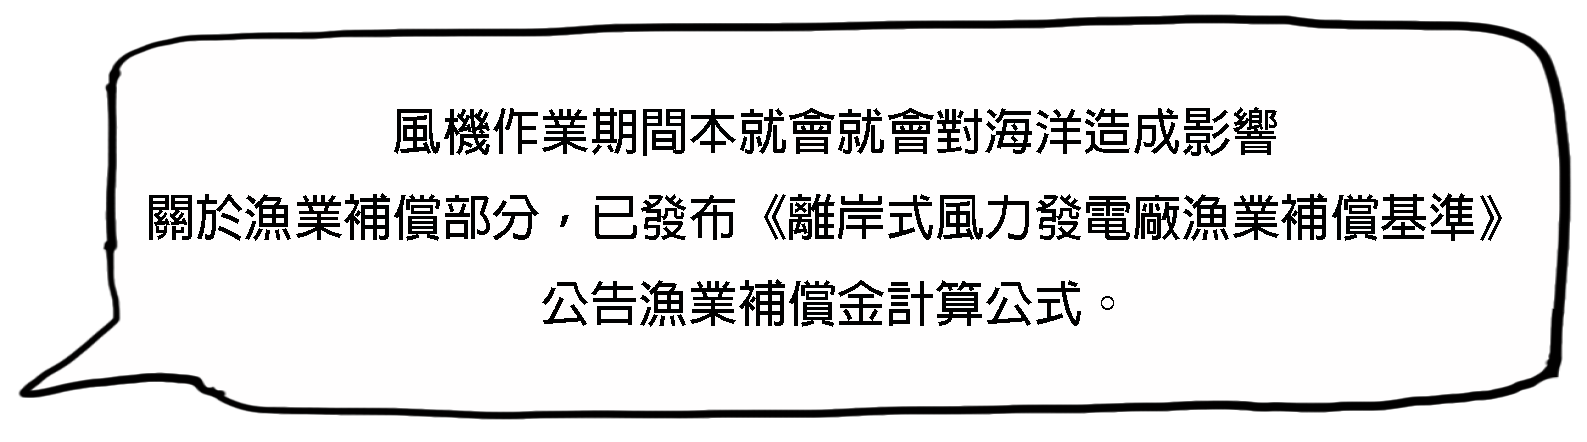 風機作業期間本就會就會對海洋造成影響
關於漁業補償部分，已發布《離岸式風力發電廠漁業補償基準》
公告漁業補償金計算公式。